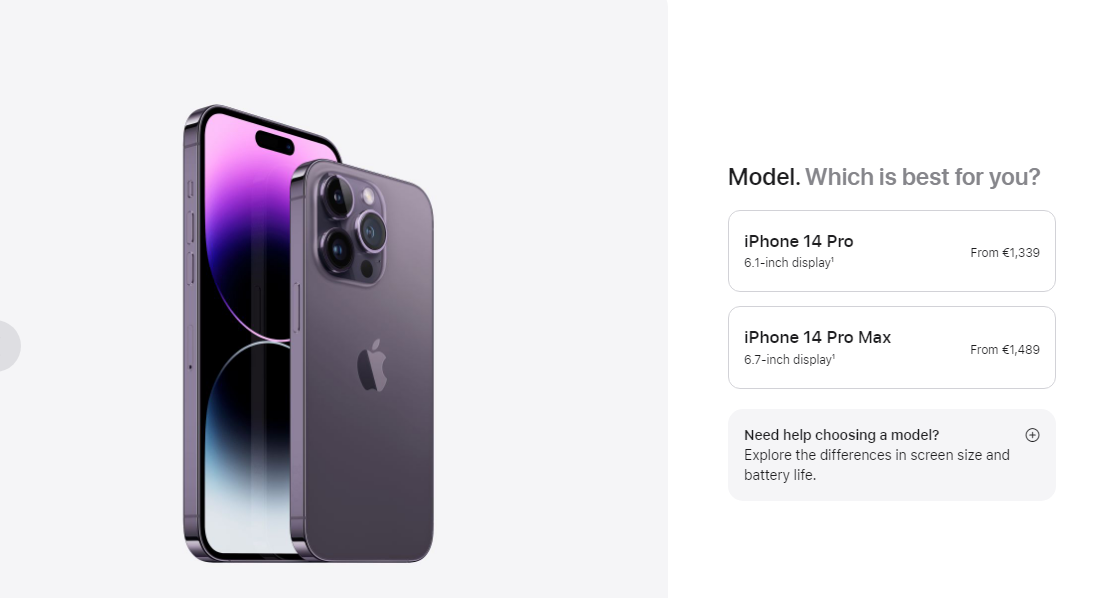 Model. Which is best for you?
iPhone 14 Pro
6.1-inch display¹
From €1,339
iPhone 14 Pro Max
6.7-inch display¹
From €1,489
Need help choosing a model?
Explore the differences in screen size and
battery life.